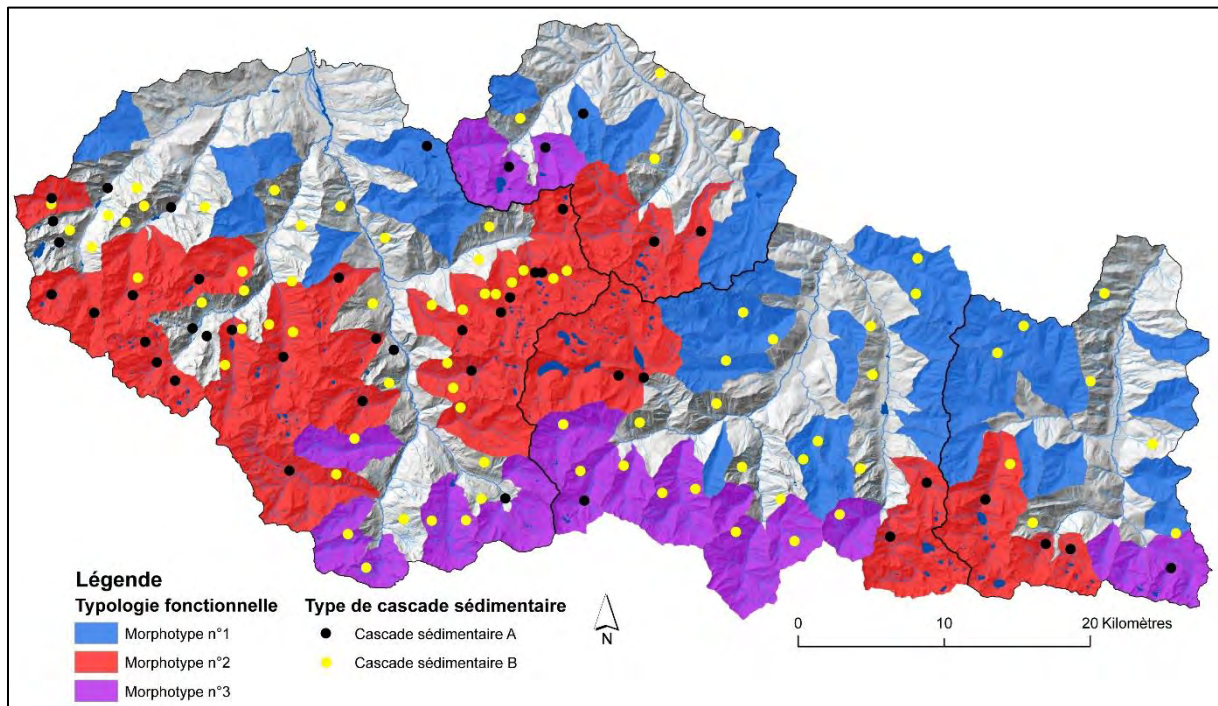 Légende
Typologie fonctionnelle
Morphotype n°1
Morphotype n°2
Morphotype n°3
Type de cascade sédimentaire
Cascade sédimentaire A
Cascade sédimentaire B
N
0 10 20 Kilomètres